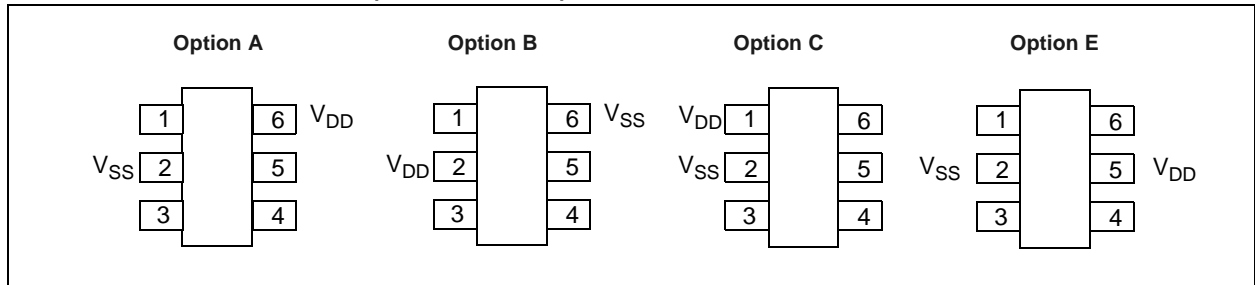 Option A Option B Option C Option E
1 6 VDD 1 6 VSS VDD 1 6 1 6
VSS 2 5 VDD 2 5 VSS 2 5 VSS 2 5 VDD
3 4 3 4 3 4 3 4